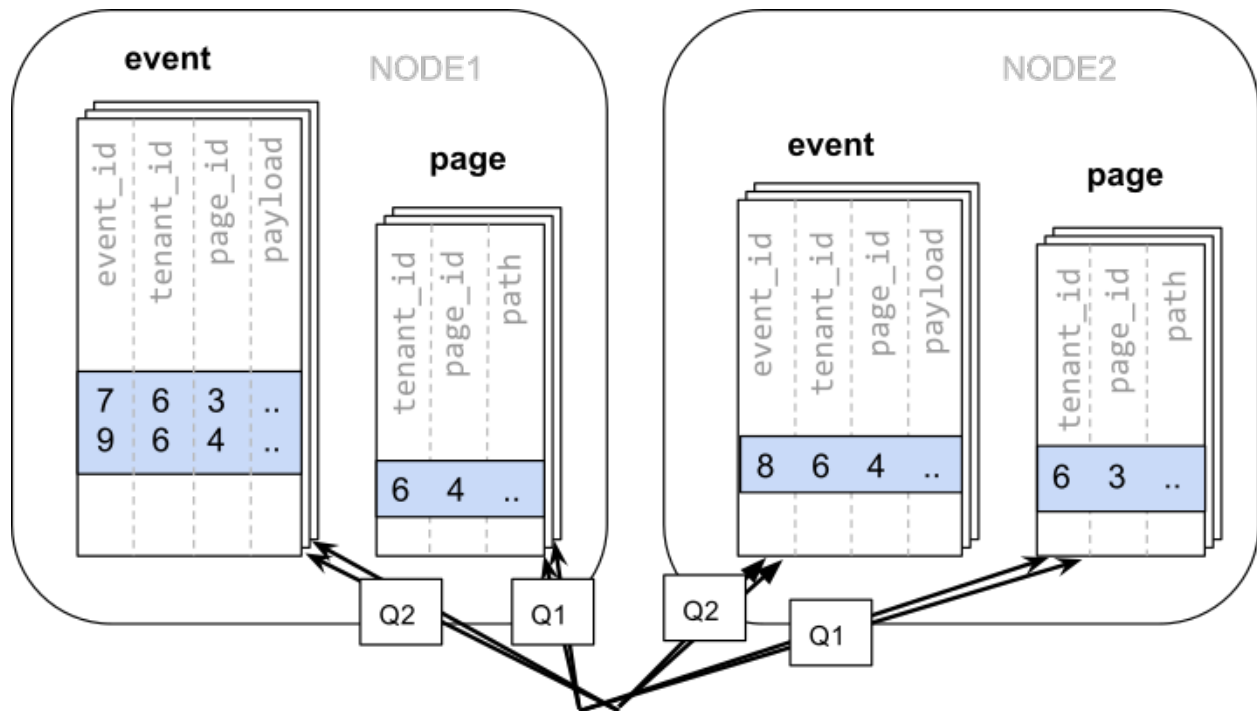 event
NODE1
event_id
tenant_id
page_id
payload
7 6 3 ..
9 6 4 ..
page
tenant_id
page_id
path
6 4 ..
Q2
Q1
NODE2
event
event_id
tenant_id
page_id
payload
8 6 4 ..
page
tenant_id
page_id
path
6 3 ..
Q2
Q1